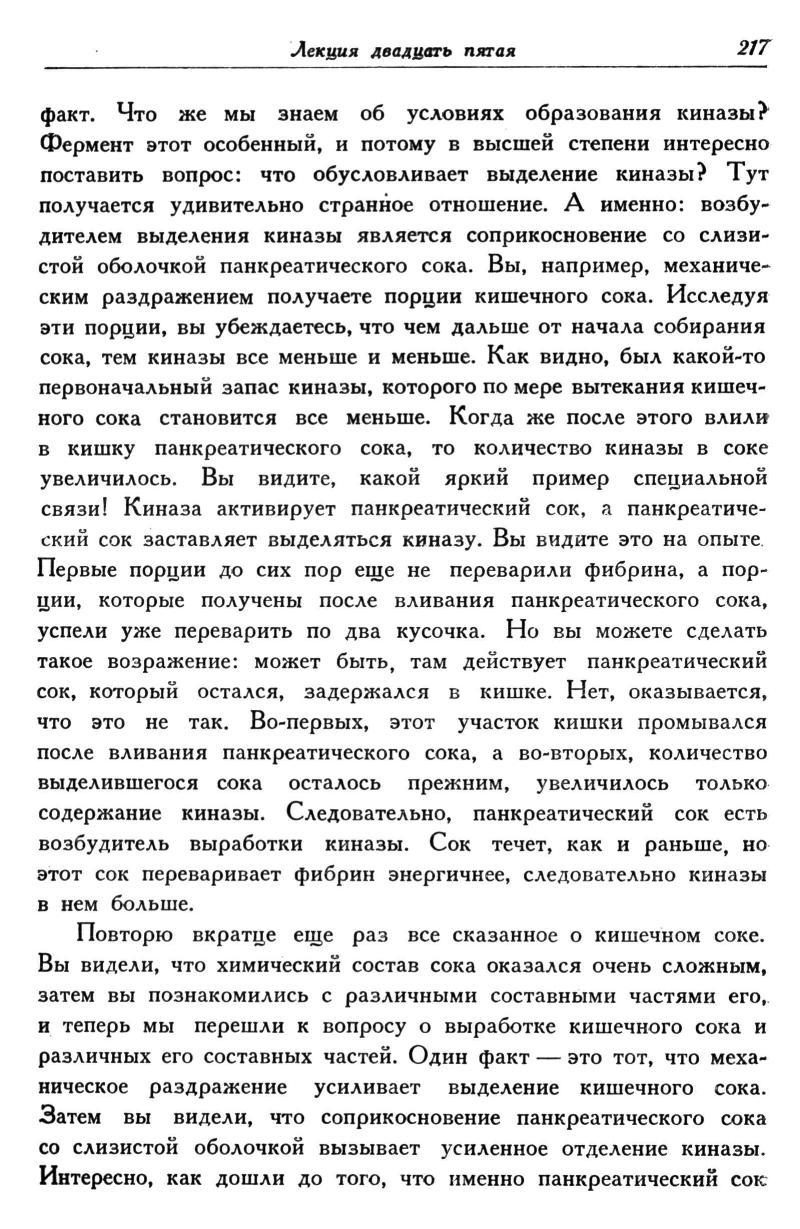 Лекция двадцать пятая 217
факт. Что же мы знаем об условиях образования киназы?
Фермент этот особенный, и потому в высшей степени интересно
поставить вопрос: что обусловливает выделение киназы? Тут
получается удивительно странное отношение. А именно: возбу-
дителем выделения киназы является соприкосновение со слизи-
стой оболочкой панкреатического сока. Вы, например, механиче-
ским раздражением получаете порции кишечного сока. Исследуя
эти порции, вы убеждаетесь, что чем дальше от начала собирания
сока, тем киназы все меньше и меньше. Как видно, был какой-то
первоначальный запас киназы, которого по мере вытекания кишеч-
ного сока становится все меньше. Когда же после этого влили
в кишку панкреатического сока, то количество киназы в соке
увеличилось. Вы видите, какой яркий пример специальной
связи! Киназа активирует панкреатический сок, а панкреатиче-
ский сок заставляет выделяться киназу. Вы видите это на опыте.
Первые порции до сих пор еще не переварили фибрина, а пор-
ции, которые получены после вливания панкреатического сока,
успели уже переварить по два кусочка. Но вы можете сделать
такое возражение: может быть, там действует панкреатический
сок, который остался, задержался в кишке. Нет, оказывается,
что это не так. Во-первых, этот участок кишки промывался
после вливания панкреатического сока, а во-вторых, количество
выделившегося сока осталось прежним, увеличилось только
содержание киназы. Следовательно, панкреатический сок есть
возбудитель выработки киназы. Сок течет, как и раньше, но
этот сок переваривает фибрин энергичнее, следовательно киназы
в нем больше.
Повторю вкратце еще раз все сказанное о кишечном соке.
Вы видели, что химический состав сока оказался очень сложным,
затем вы познакомились с различными составными частями его,
и теперь мы перешли к вопросу о выработке кишечного сока и
различных его составных частей. Один факт — это тот, что меха-
ническое раздражение усиливает выделение кишечного сока.
Затем вы видели, что соприкосновение панкреатического сока
со слизистой оболочкой вызывает усиленное отделение киназы.
Интересно, как дошли до того, что именно панкреатический сок